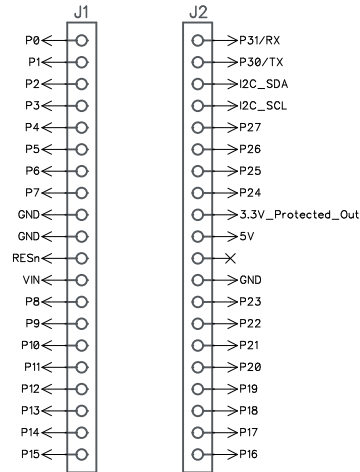 J1
P0
P1
P2
P3
P4
P5
P6
P7
GND
GND
RESn
VIN
P8
P9
P10
P11
P12
P13
P14
P15
J2
P31/RX
P30/TX
I2C_SDA
I2C_SCL
P27
P26
P25
P24
3.3V_Protected_Out
5V
GND
P23
P22
P21
P20
P19
P18
P17
P16